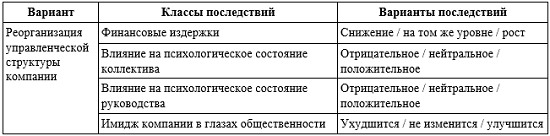 Вариант Классы последствий Варианты последствий
Реорганизация
управленческой
структуры
компании
Финансовые издержки Снижение / на том же уровне / рост
Влияние на психологическое состояние
коллектива
Отрицательное / нейтральное /
положительное
Влияние на психологическое состояние
руководства
Отрицательное / нейтральное /
положительное
Имидж компании в глазах общественности Ухудшится / не изменится / улучшится